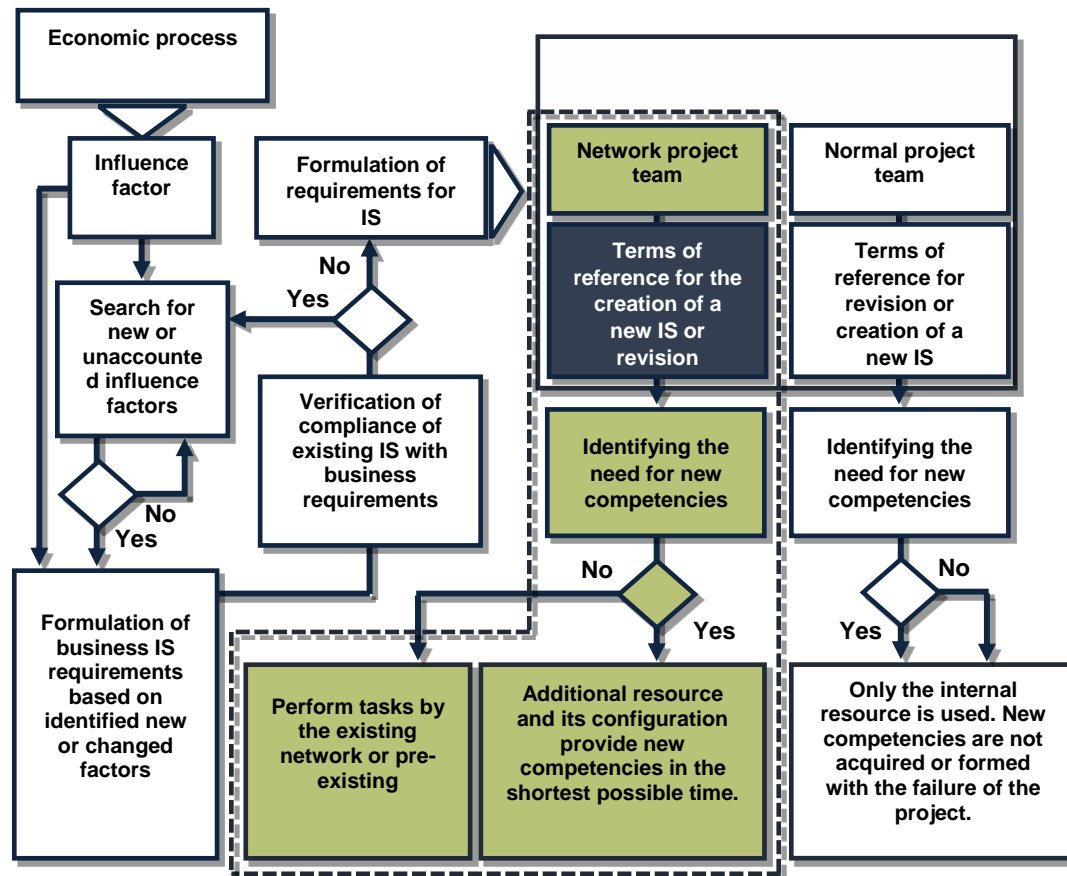 Economic process
Influence
factor
Formulation of
requirements for
IS
Network project
team
Normal project
team
Terms of
reference for the
creation of a
new IS or
revision
Terms of
reference for
revision or
creation of a
new IS
No
Yes
Search for
new or
unaccounte
d influence
factors
Verification of
compliance of
existing IS with
business
requirements
Identifying the
need for new
competencies
Identifying the
need for new
competencies
No
Yes
No
Yes
No
Yes
Formulation of
business IS
requirements
based on
identified new
or changed
factors
Perform tasks by
the existing
network or pre-
existing
Additional resource
and its configuration
provide new
competencies in the
shortest possible time.
Only the internal
resource is used. New
competencies are not
acquired or formed
with the failure of the
project.